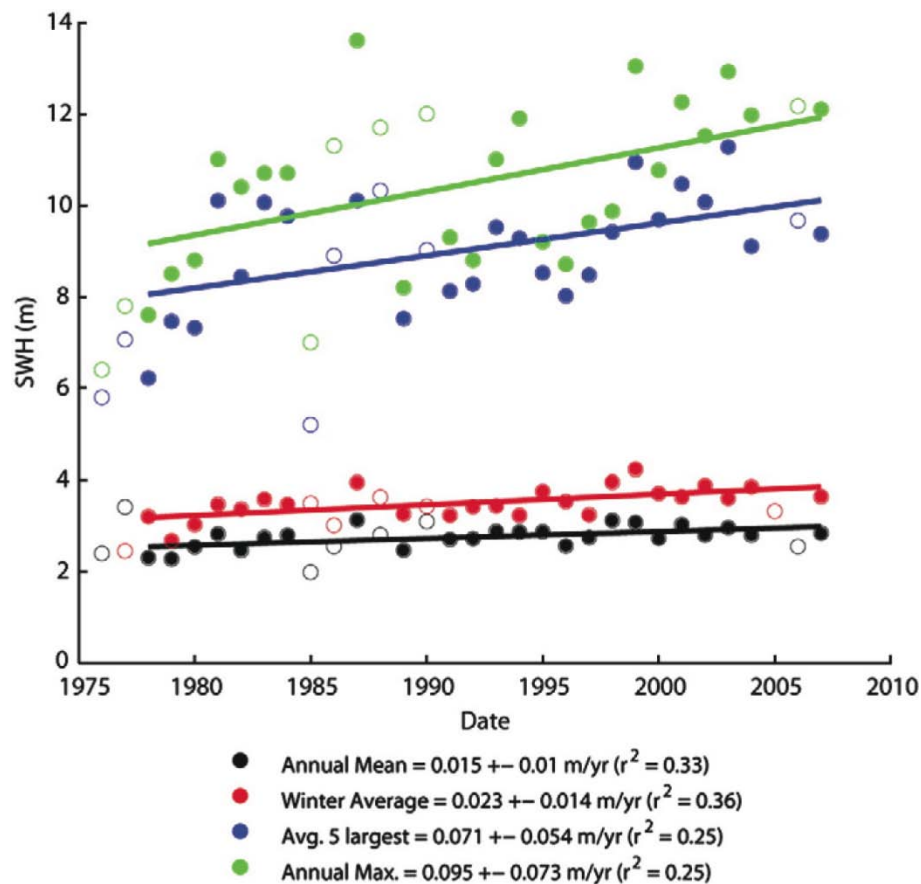 14
12
10
8
6
4
2
0
SWH (m)
1975 1980 1985 1990 1995 2000 2005 2010
Date
Annual Mean = 0.015 +− 0.01 m/yr (r² = 0.33)
Winter Average = 0.023 +− 0.014 m/yr (r² = 0.36)
Avg. 5 largest = 0.071 +− 0.054 m/yr (r² = 0.25)
Annual Max. = 0.095 +− 0.073 m/yr (r² = 0.25)